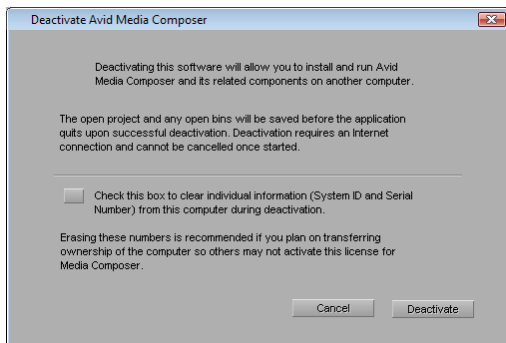 Deactivate Avid Media Composer
Deactivating this software will allow you to install and run Avid
Media Composer and its related components on another computer.
The open project and any open bins will be saved before the application
quits upon successful deactivation. Deactivation requires an Internet
connection and cannot be cancelled once started.
Check this box to clear individual information (System ID and Serial
Number) from this computer during deactivation.
Erasing these numbers is recommended if you plan on transferring
ownership of the computer so others may not activate this license for
Media Composer.
Cancel
Deactivate